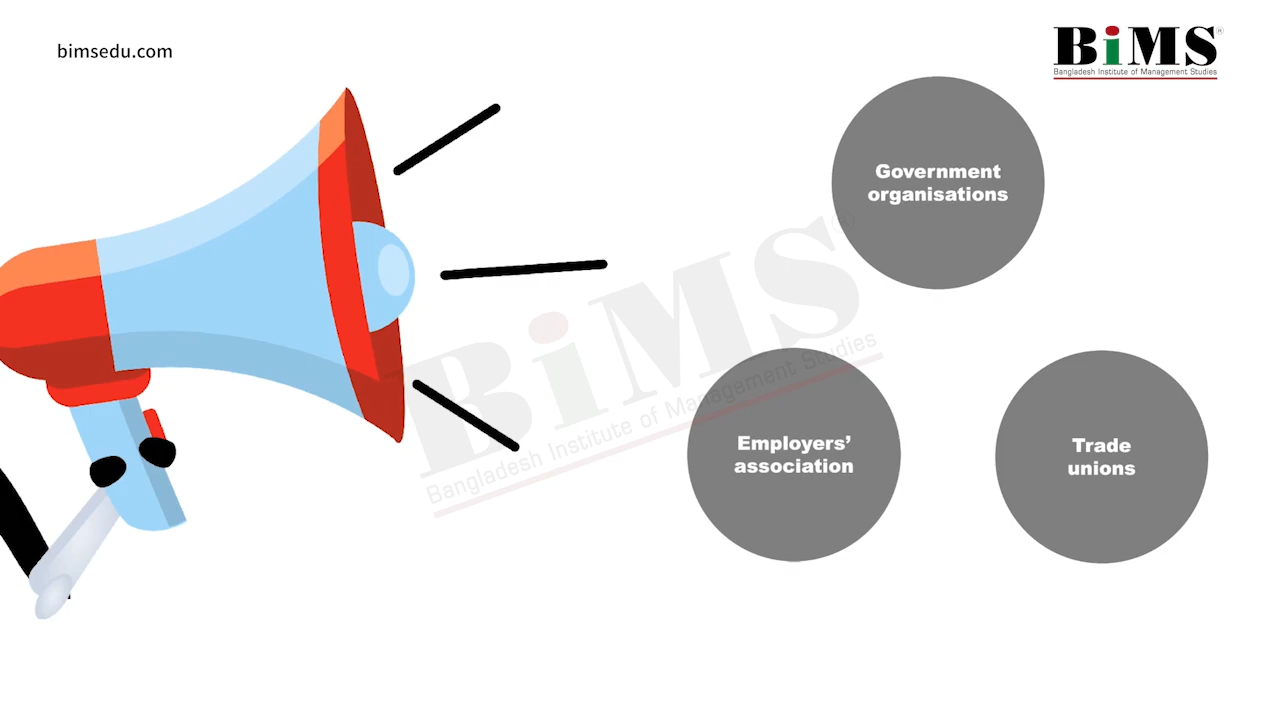 bimsedu.com
BiMS®
Bangladesh Institute of Management Studies
Government
organisations
BiMS®
Bangladesh Institute of Management Studies
Employers’
association
Trade
unions